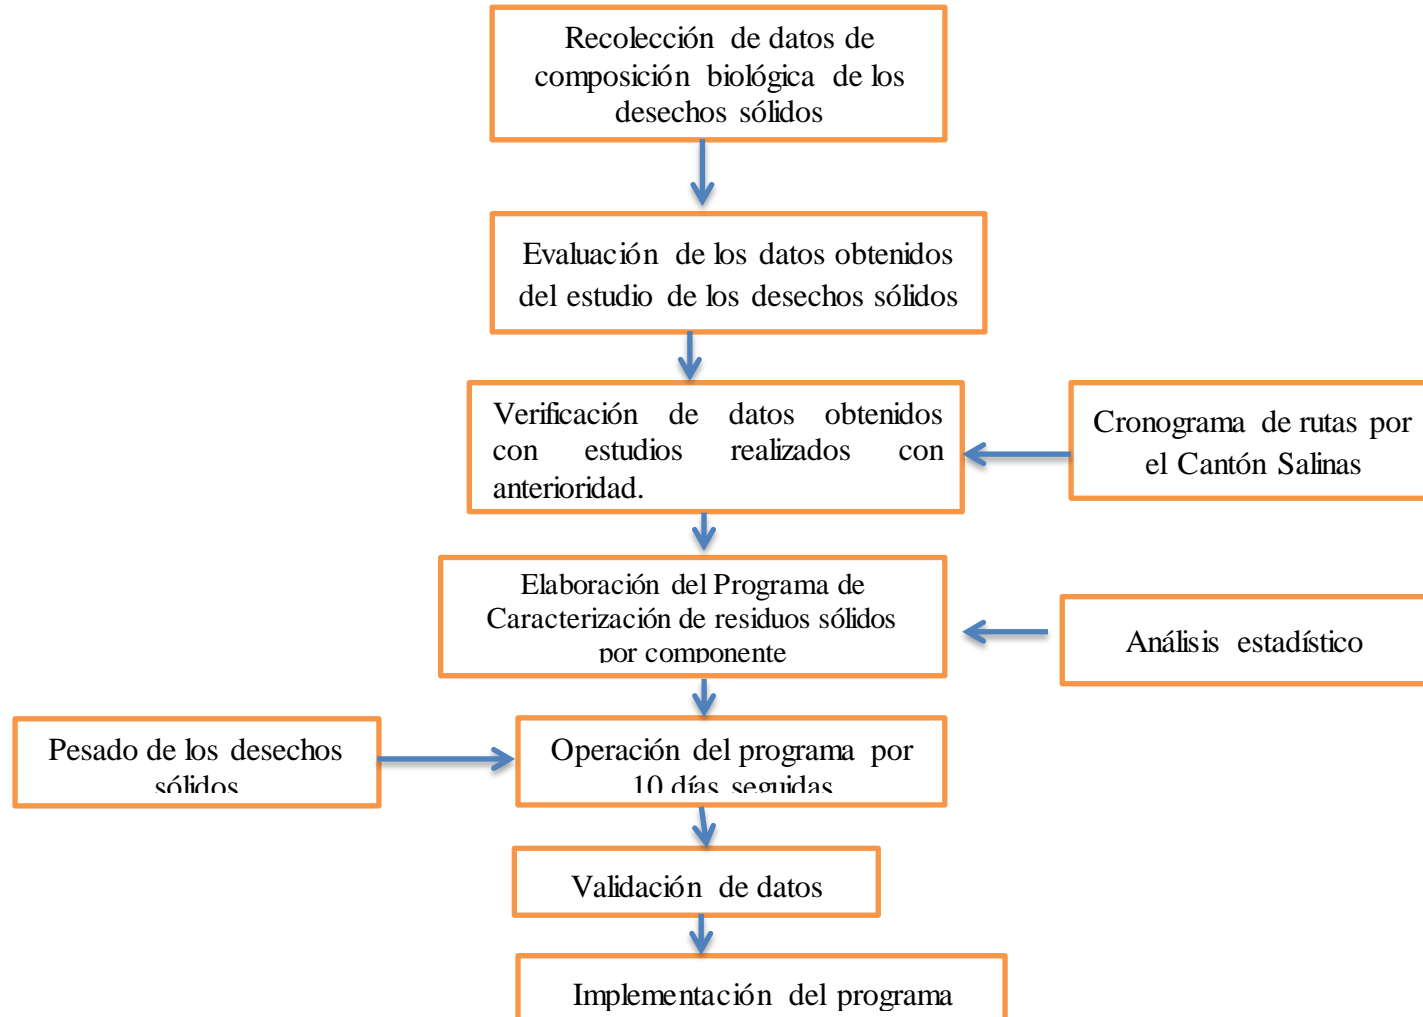 Recolección de datos de
composición biológica de los
desechos sólidos
Evaluación de los datos obtenidos
del estudio de los desechos sólidos
Verificación de datos obtenidos
con estudios realizados con
anterioridad.
Cronograma de rutas por
el Cantón Salinas
Elaboración del Programa de
Caracterización de residuos sólidos
por componente
Análisis estadístico
Pesado de los desechos
sólidos
Operación del programa por
10 días seguidas
Validación de datos
Implementación del programa